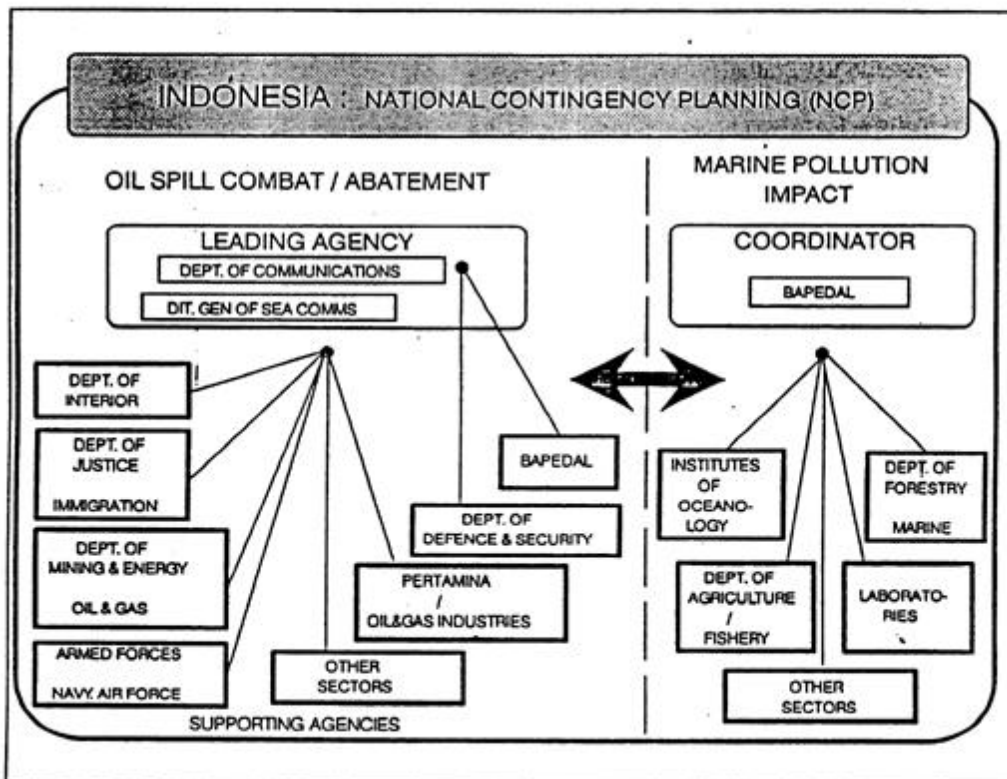 INDONESIA : NATIONAL CONTINGENCY PLANNING (NCP)
OIL SPILL COMBAT / ABATEMENT
LEADING AGENCY
DEPT. OF COMMUNICATIONS
DIT. GEN OF SEA COMMS
DEPT. OF
INTERIOR
DEPT. OF
JUSTICE
IMMIGRATION
DEPT. OF
MINING & ENERGY
OIL & GAS
ARMED FORCES
NAVY. AIR FORCE
OTHER
SECTORS
PERTAMINA
/
OIL&GAS INDUSTRIES
DEPT. OF
DEFENCE & SECURITY
BAPEDAL
SUPPORTING AGENCIES
MARINE POLLUTION
IMPACT
COORDINATOR
BAPEDAL
INSTITUTES
OF
OCEANO-
LOGY
DEPT. OF
FORESTRY
MARINE
DEPT. OF
AGRICULTURE
/
FISHERY
LABORATO-
RIES
OTHER
SECTORS